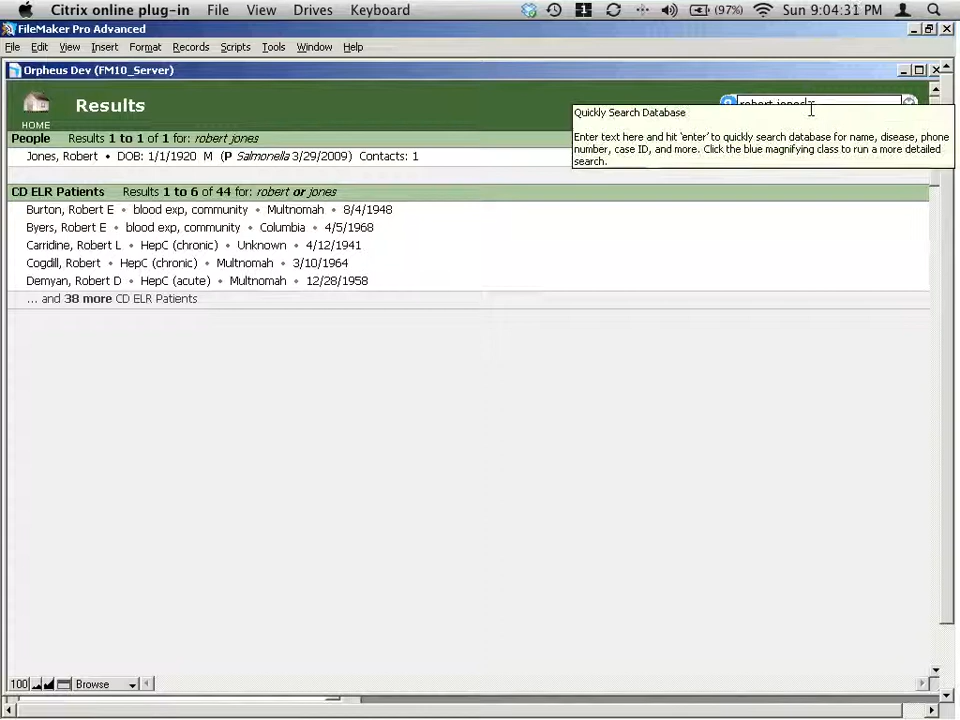 Citrix online plug-in File View Drives Keyboard 1 (97%) Sun 9:04:31 PM
FileMaker Pro Advanced
File Edit View Insert Format Records Scripts Tools Window Help
Orpheus Dev (FM10_Server)
Results
robert jones
HOME
Quickly Search Database
Enter text here and hit 'enter' to quickly search database for name, disease, phone
number, case ID, and more. Click the blue magnifying class to run a more detailed
search.
People Results 1 to 1 of 1 for: robert jones
Jones, Robert • DOB: 1/1/1920 M (P Salmonella 3/29/2009) Contacts: 1
CD ELR Patients Results 1 to 6 of 44 for: robert or jones
Burton, Robert E • blood exp, community • Multnomah • 8/4/1948
Byers, Robert E • blood exp, community • Columbia • 4/5/1968
Carridine, Robert L • HepC (chronic) • Unknown • 4/12/1941
Cogdill, Robert • HepC (chronic) • Multnomah • 3/10/1964
Demyan, Robert D • HepC (acute) • Multnomah • 12/28/1958
... and 38 more CD ELR Patients
100 Browse